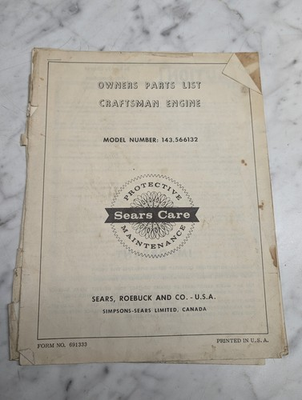 OWNERS PARTS LIST
CRAFTSMAN ENGINE
MODEL NUMBER: 143.566132
PROTECTIVE
Sears Care
MAINTENANCE
SEARS, ROEBUCK AND CO. - U.S.A.
SIMPSONS-SEARS LIMITED, CANADA
FORM NO. 691333
PRINTED IN U.S.A.